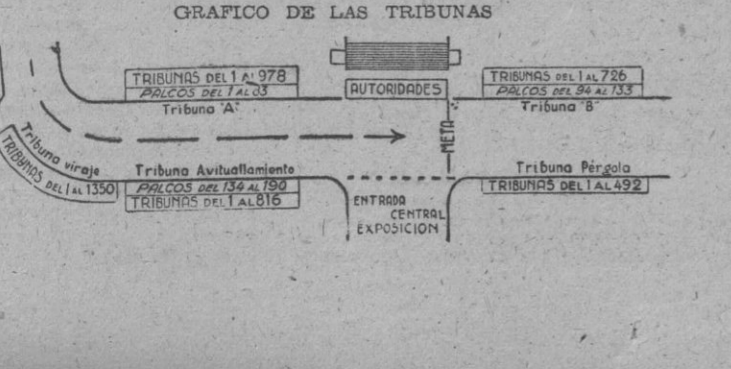 GRAFICO DE LAS TRIBUNAS
TRIBUNAS DEL 1 AL 978
PALCOS DEL 1 AL 93
Tribuna "A"
AUTORIDADES
TRIBUNAS DEL 1 AL 726
PALCOS DEL 94 AL 133
Tribuna "B"
META
Tribuna viraje
TRIBUNAS DEL 1 AL 1350
Tribuna Avituallamiento
PALCOS DEL 134 AL 190
TRIBUNAS DEL 1 AL 816
ENTRADA
CENTRAL
EXPOSICION
Tribuna Pérgola
TRIBUNAS DEL 1 AL 492